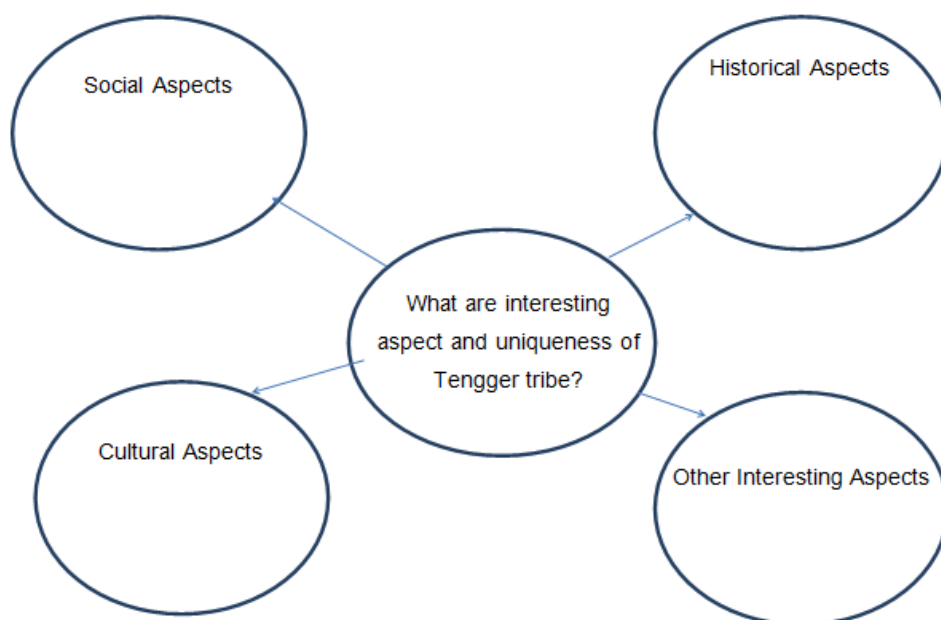 Social Aspects
Historical Aspects
What are interesting
aspect and uniqueness of
Tengger tribe?
Cultural Aspects
Other Interesting Aspects